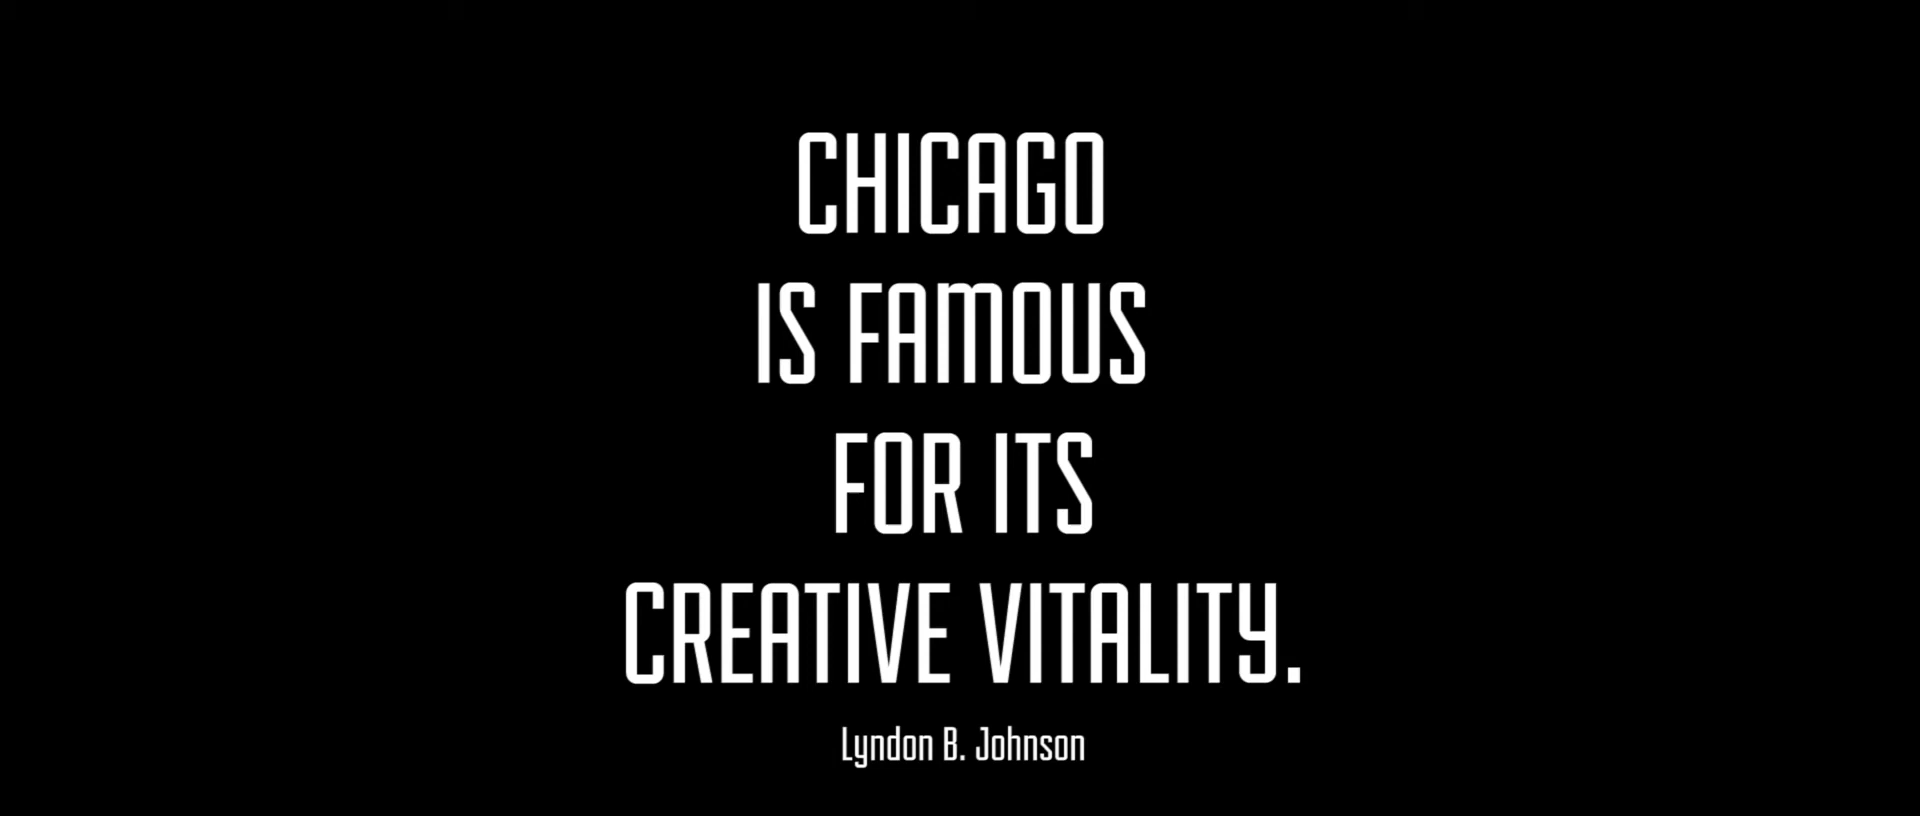 CHICAGO
IS FAMOUS
FOR ITS
CREATIVE VITALITY.
Lyndon B. Johnson